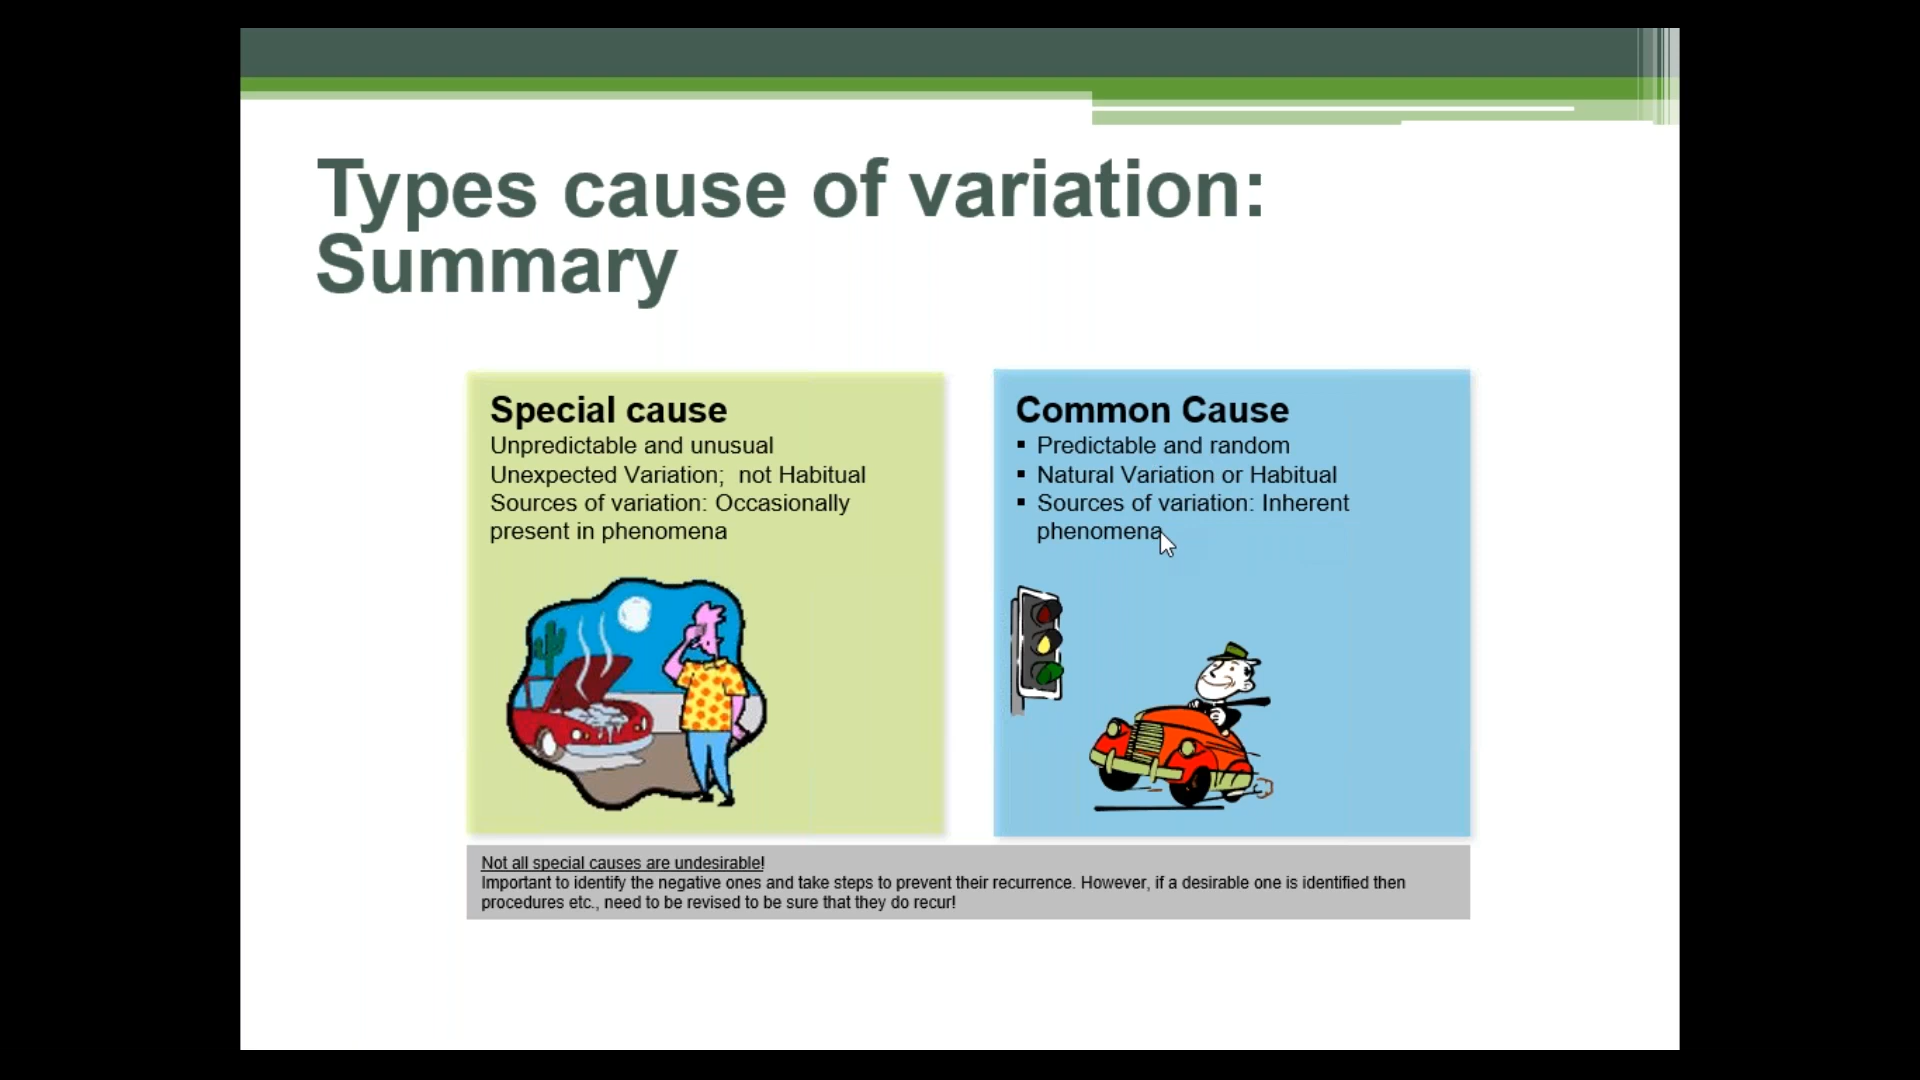 Types cause of variation:
Summary
Special cause
Unpredictable and unusual
Unexpected Variation;  not Habitual
Sources of variation: Occasionally
present in phenomena
Common Cause
▪ Predictable and random
▪ Natural Variation or Habitual
▪ Sources of variation: Inherent
phenomena
Not all special causes are undesirable!
Important to identify the negative ones and take steps to prevent their recurrence. However, if a desirable one is identified then
procedures etc., need to be revised to be sure that they do recur!